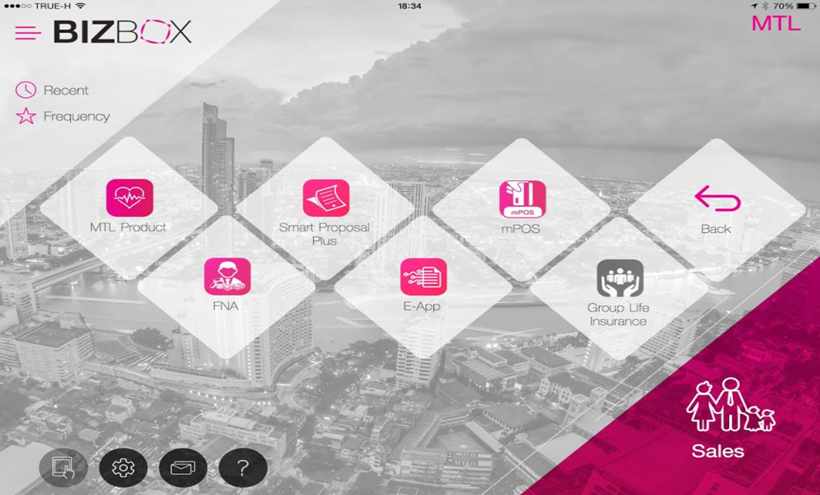 TRUE-H
18:34
70%
BIZBOX
MTL
Recent
Frequency
MTL Product
Smart Proposal
Plus
mPOS
mPOS
Back
FNA
E-App
Group Life
Insurance
Sales
?